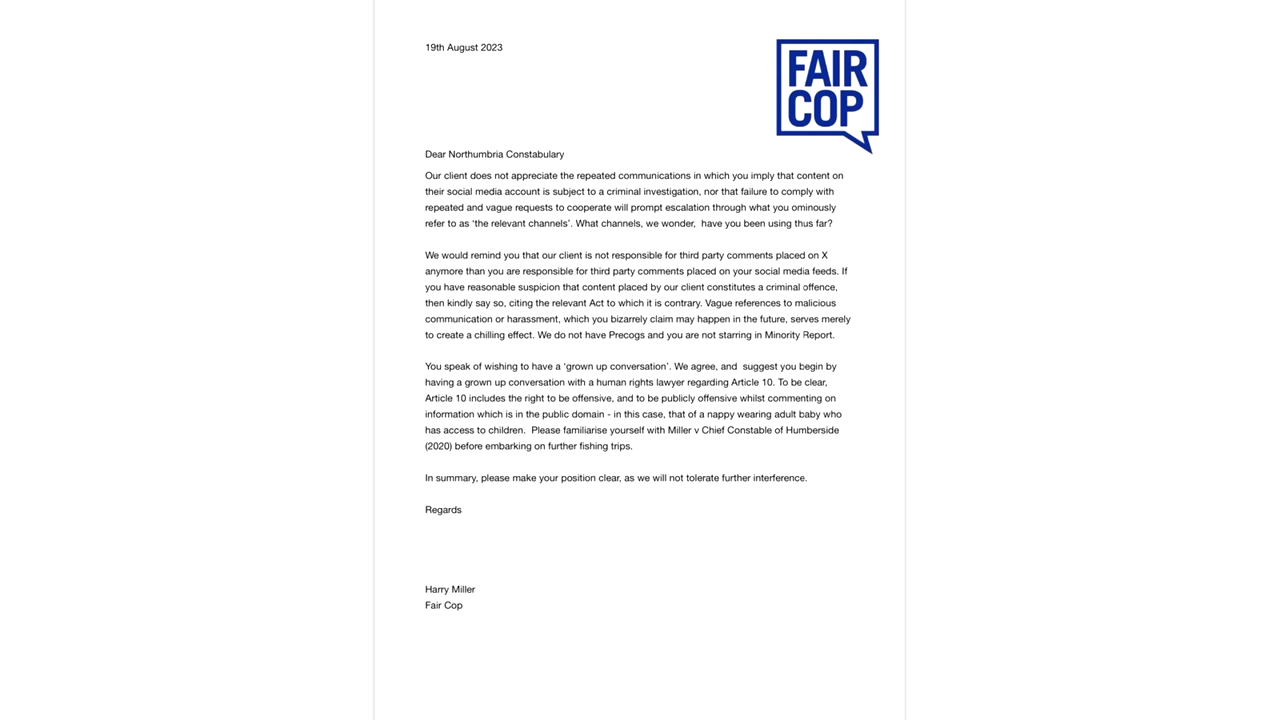 19th August 2023
FAIR
COP
Dear Northumbria Constabulary
Our client does not appreciate the repeated communications in which you imply that content on
their social media account is subject to a criminal investigation, nor that failure to comply with
repeated and vague requests to cooperate will prompt escalation through what you ominously
refer to as ‘the relevant channels’. What channels, we wonder,  have you been using thus far?
We would remind you that our client is not responsible for third party comments placed on X
anymore than you are responsible for third party comments placed on your social media feeds. If
you have reasonable suspicion that content placed by our client constitutes a criminal offence,
then kindly say so, citing the relevant Act to which it is contrary. Vague references to malicious
communication or harassment, which you bizarrely claim may happen in the future, serves merely
to create a chilling effect. We do not have Precogs and you are not starring in Minority Report.
You speak of wishing to have a ‘grown up conversation’. We agree, and  suggest you begin by
having a grown up conversation with a human rights lawyer regarding Article 10. To be clear,
Article 10 includes the right to be offensive, and to be publicly offensive whilst commenting on
information which is in the public domain - in this case, that of a nappy wearing adult baby who
has access to children.  Please familiarise yourself with Miller v Chief Constable of Humberside
(2020) before embarking on further fishing trips.
In summary, please make your position clear, as we will not tolerate further interference.
Regards
Harry Miller
Fair Cop